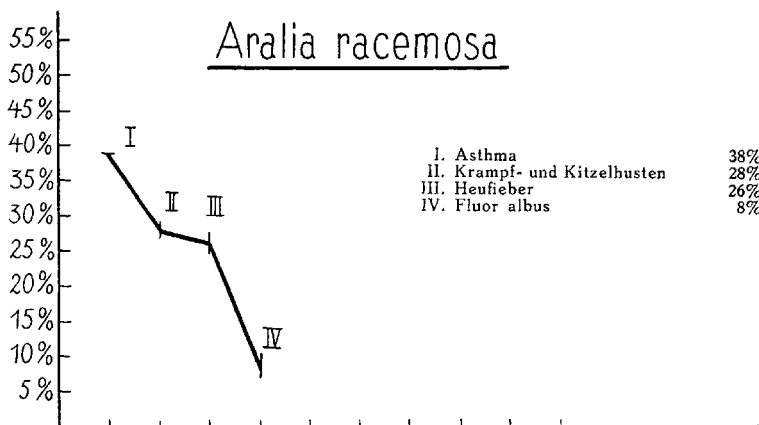 Aralia racemosa
55%
50%
45%
40%
35%
30%
25%
20%
15%
10%
5%
I
II
III
IV
I. Asthma 38%
II. Krampf- und Kitzelhusten 28%
III. Heufieber 26%
IV. Fluor albus 8%